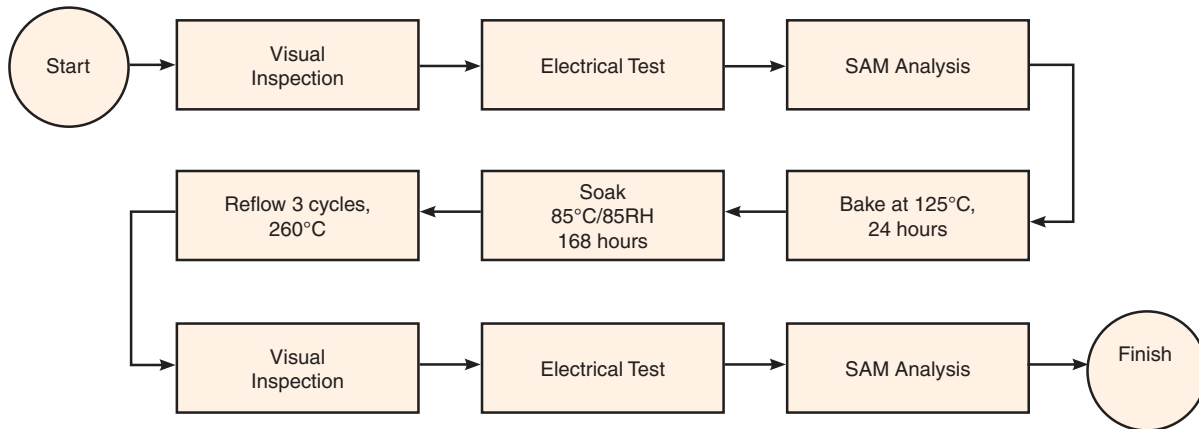 Start
Visual
Inspection
Electrical Test
SAM Analysis
Bake at 125°C,
24 hours
Soak
85°C/85RH
168 hours
Reflow 3 cycles,
260°C
Visual
Inspection
Electrical Test
SAM Analysis
Finish